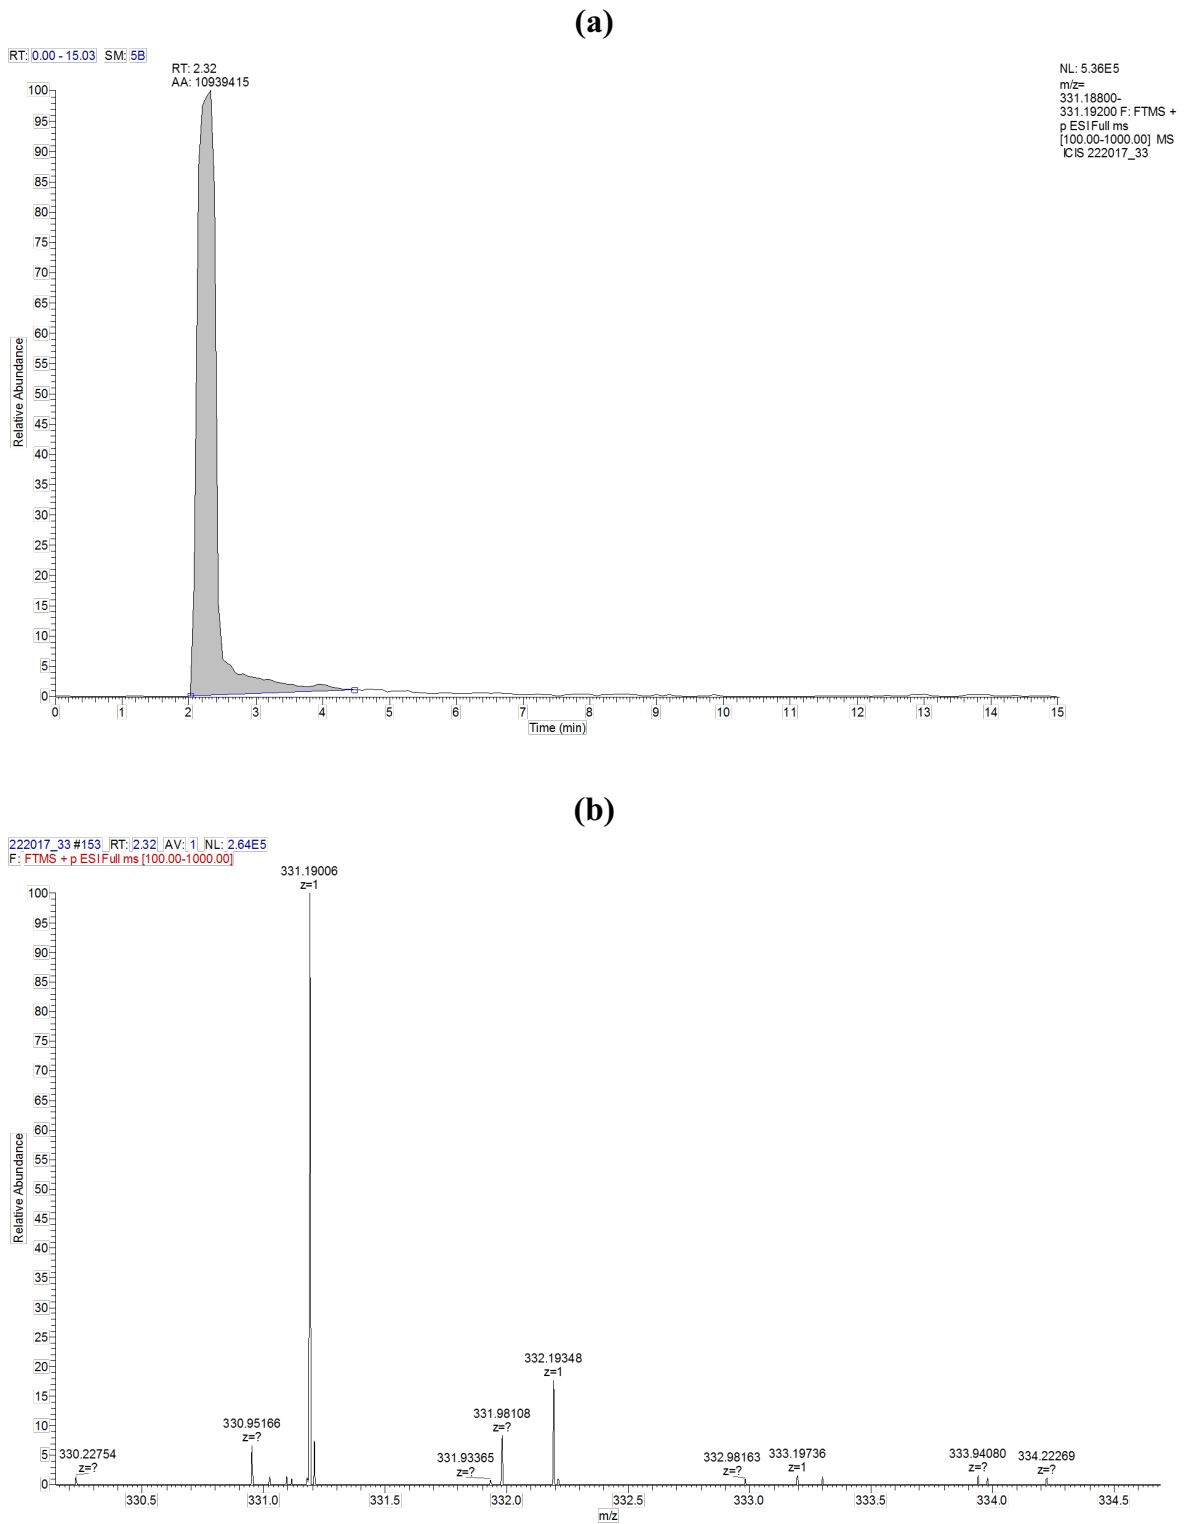 (a)
RT: 0.00 - 15.03 SM: 5B
RT: 2.32
AA: 10939415
NL: 5.36E5
m/z=
331.18800-
331.19200 F: FTMS +
p ESI Full ms
[100.00-1000.00] MS
ICIS 222017_33
100
95
90
85
80
75
70
65
60
55
50
45
40
35
30
25
20
15
10
5
0
Relative Abundance
0 1 2 3 4 5 6 7 8 9 10 11 12 13 14 15
Time (min)
(b)
222017_33 #153 RT: 2.32 AV: 1 NL: 2.64E5
F: FTMS + p ESI Full ms [100.00-1000.00]
331.19006
z=1
100
95
90
85
80
75
70
65
60
55
50
45
40
35
30
25
20
15
10
5
0
Relative Abundance
332.19348
z=1
330.95166
z=?
331.98108
z=?
330.22754
z=?
331.93365
z=?
332.98163
z=?
333.19736
z=1
333.94080
z=?
334.22269
z=?
330.5 331.0 331.5 332.0 332.5 333.0 333.5 334.0 334.5
m/z